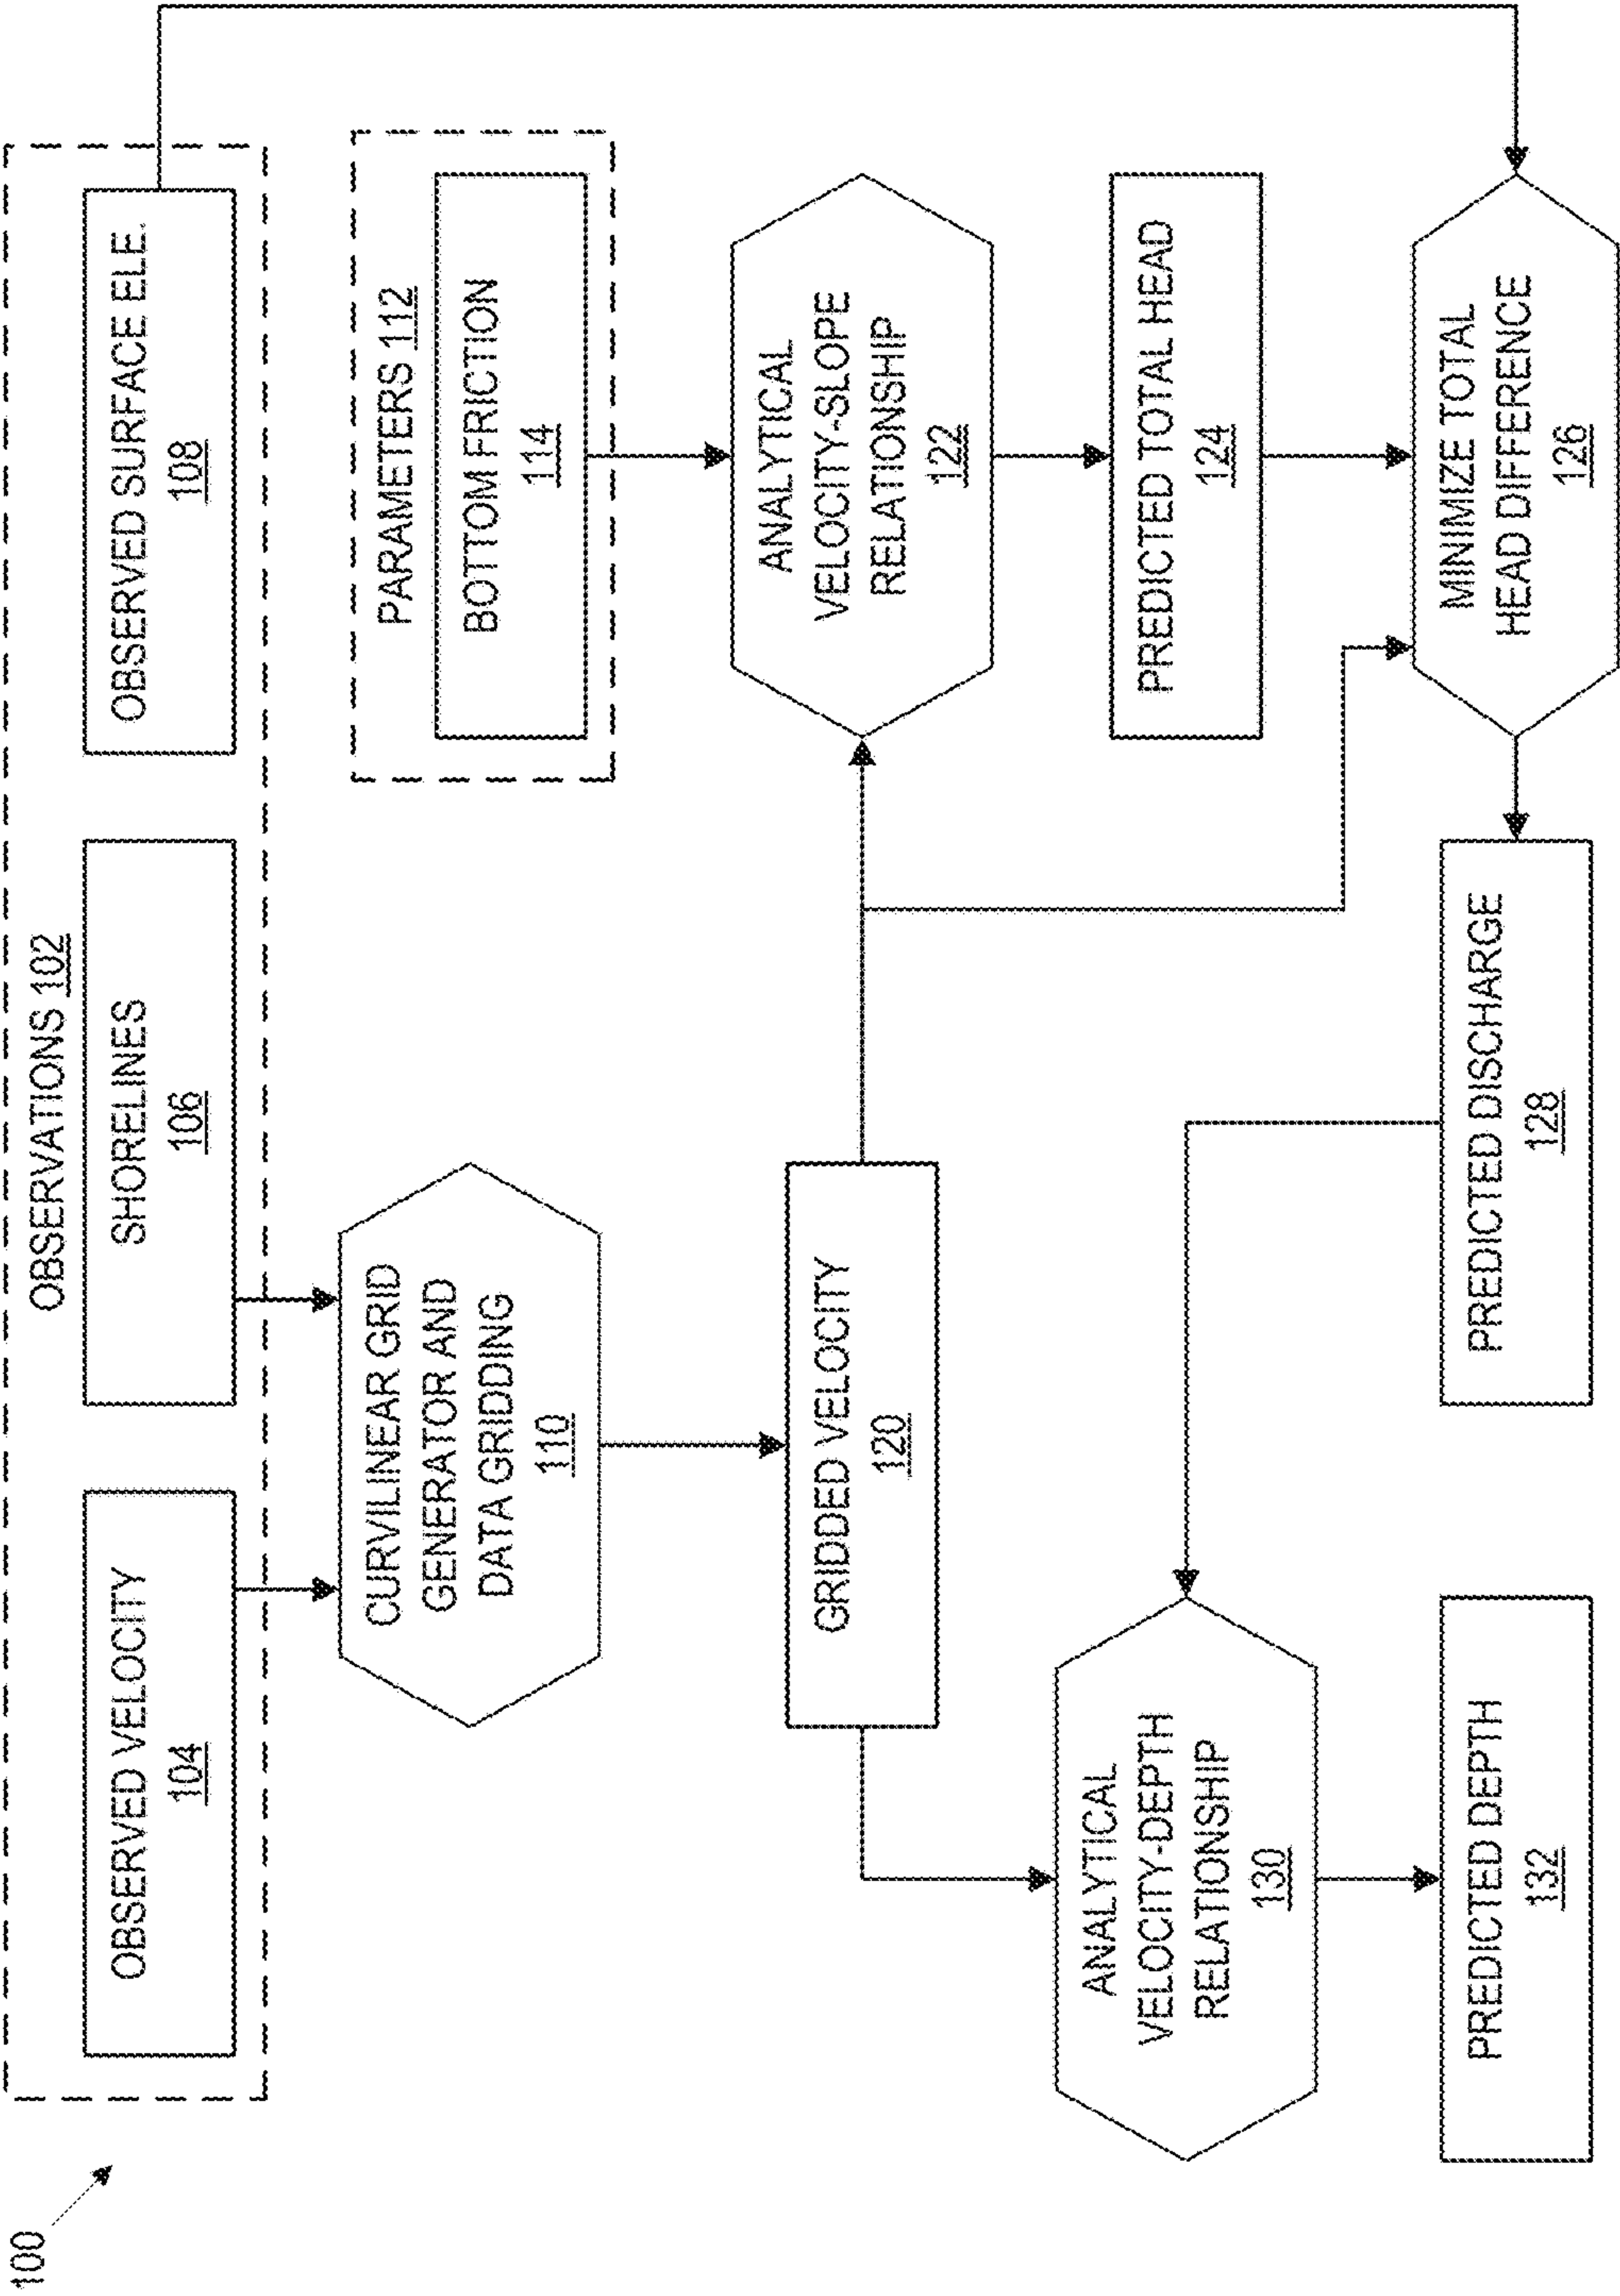 100
OBSERVATIONS 102
OBSERVED VELOCITY
104
SHORELINES
106
OBSERVED SURFACE ELE.
108
CURVILINEAR GRID
GENERATOR AND
DATA GRIDDING
110
PARAMETERS 112
BOTTOM FRICTION
114
GRIDDED VELOCITY
120
ANALYTICAL
VELOCITY-SLOPE
RELATIONSHIP
122
PREDICTED TOTAL HEAD
124
ANALYTICAL
VELOCITY-DEPTH
RELATIONSHIP
130
MINIMIZE TOTAL
HEAD DIFFERENCE
126
PREDICTED DISCHARGE
128
PREDICTED DEPTH
132